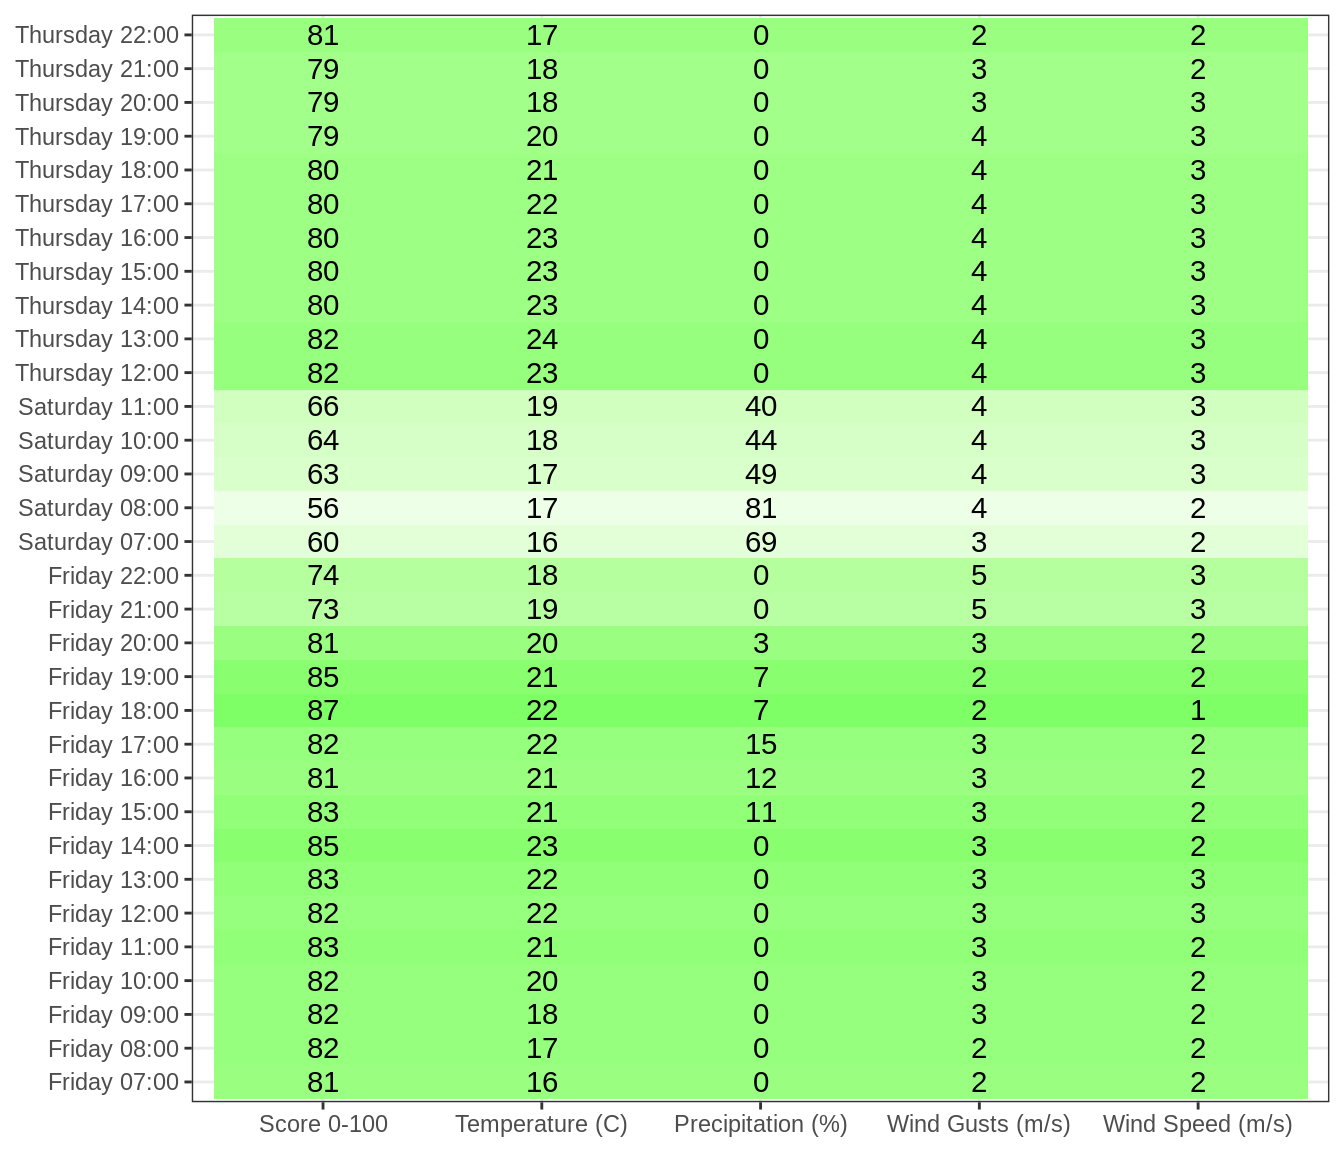 Thursday 22:00 81 17 0 2 2
Thursday 21:00 79 18 0 3 2
Thursday 20:00 79 18 0 3 3
Thursday 19:00 79 20 0 4 3
Thursday 18:00 80 21 0 4 3
Thursday 17:00 80 22 0 4 3
Thursday 16:00 80 23 0 4 3
Thursday 15:00 80 23 0 4 3
Thursday 14:00 80 23 0 4 3
Thursday 13:00 82 24 0 4 3
Thursday 12:00 82 23 0 4 3
Saturday 11:00 66 19 40 4 3
Saturday 10:00 64 18 44 4 3
Saturday 09:00 63 17 49 4 3
Saturday 08:00 56 17 81 4 2
Saturday 07:00 60 16 69 3 2
Friday 22:00 74 18 0 5 3
Friday 21:00 73 19 0 5 3
Friday 20:00 81 20 3 3 2
Friday 19:00 85 21 7 2 2
Friday 18:00 87 22 7 2 1
Friday 17:00 82 22 15 3 2
Friday 16:00 81 21 12 3 2
Friday 15:00 83 21 11 3 2
Friday 14:00 85 23 0 3 2
Friday 13:00 83 22 0 3 3
Friday 12:00 82 22 0 3 3
Friday 11:00 83 21 0 3 2
Friday 10:00 82 20 0 3 2
Friday 09:00 82 18 0 3 2
Friday 08:00 82 17 0 2 2
Friday 07:00 81 16 0 2 2
Score 0-100 Temperature (C) Precipitation (%) Wind Gusts (m/s) Wind Speed (m/s)